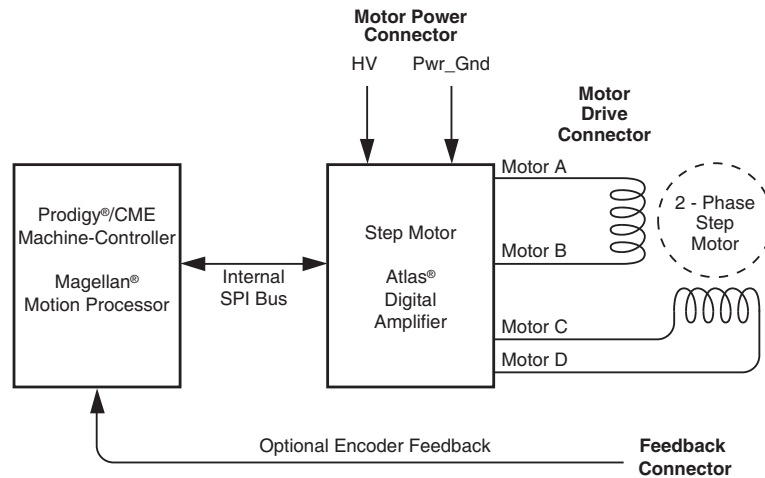 Motor Power
Connector
HV
Pwr_Gnd
Motor
Drive
Connector
Motor A
Prodigy®/CME
Machine-Controller
Magellan®
Motion Processor
Internal
SPI Bus
Step Motor
Atlas®
Digital
Amplifier
Motor B
2 - Phase
Step
Motor
Motor C
Motor D
Optional Encoder Feedback
Feedback
Connector